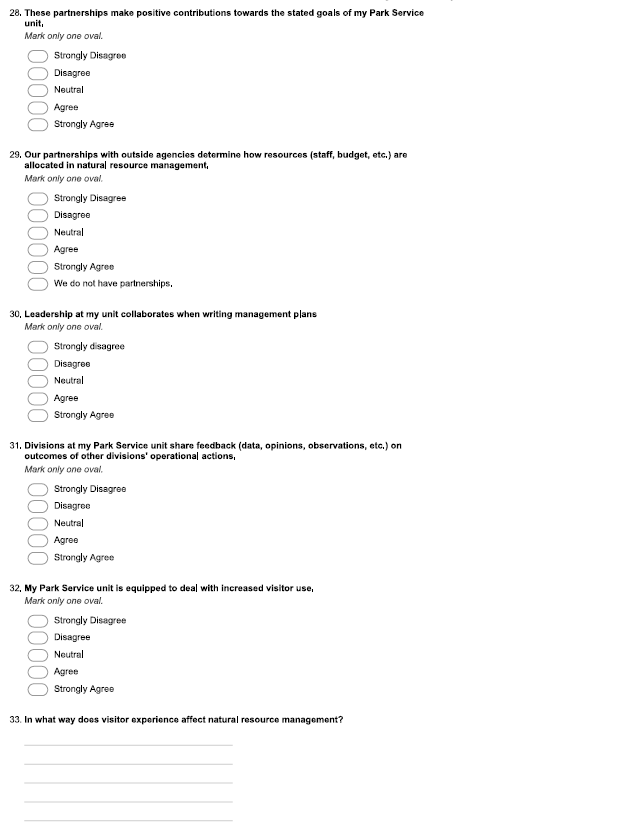 28. These partnerships make positive contributions towards the stated goals of my Park Service
unit.
Mark only one oval.
Strongly Disagree
Disagree
Neutral
Agree
Strongly Agree
29. Our partnerships with outside agencies determine how resources (staff, budget, etc.) are
allocated in natural resource management.
Mark only one oval.
Strongly Disagree
Disagree
Neutral
Agree
Strongly Agree
We do not have partnerships.
30. Leadership at my unit collaborates when writing management plans
Mark only one oval.
Strongly disagree
Disagree
Neutral
Agree
Strongly Agree
31. Divisions at my Park Service unit share feedback (data, opinions, observations, etc.) on
outcomes of other divisions' operational actions.
Mark only one oval.
Strongly Disagree
Disagree
Neutral
Agree
Strongly Agree
32. My Park Service unit is equipped to deal with increased visitor use.
Mark only one oval.
Strongly Disagree
Disagree
Neutral
Agree
Strongly Agree
33. In what way does visitor experience affect natural resource management?